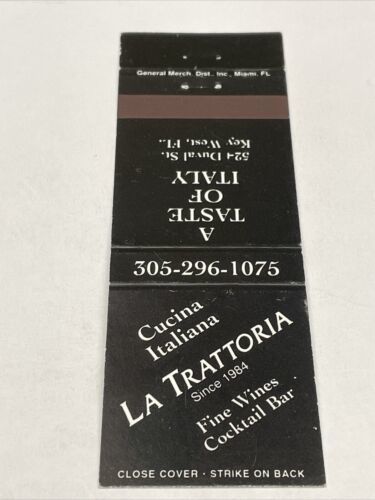 General Merch. Dist. Inc., Miami, FL
A
TASTE
OF
ITALY
524 Duval St.
Key West, FL.
305-296-1075
Cucina
Italiana
LA TRATTORIA
Since 1984
Fine Wines
Cocktail Bar
CLOSE COVER · STRIKE ON BACK